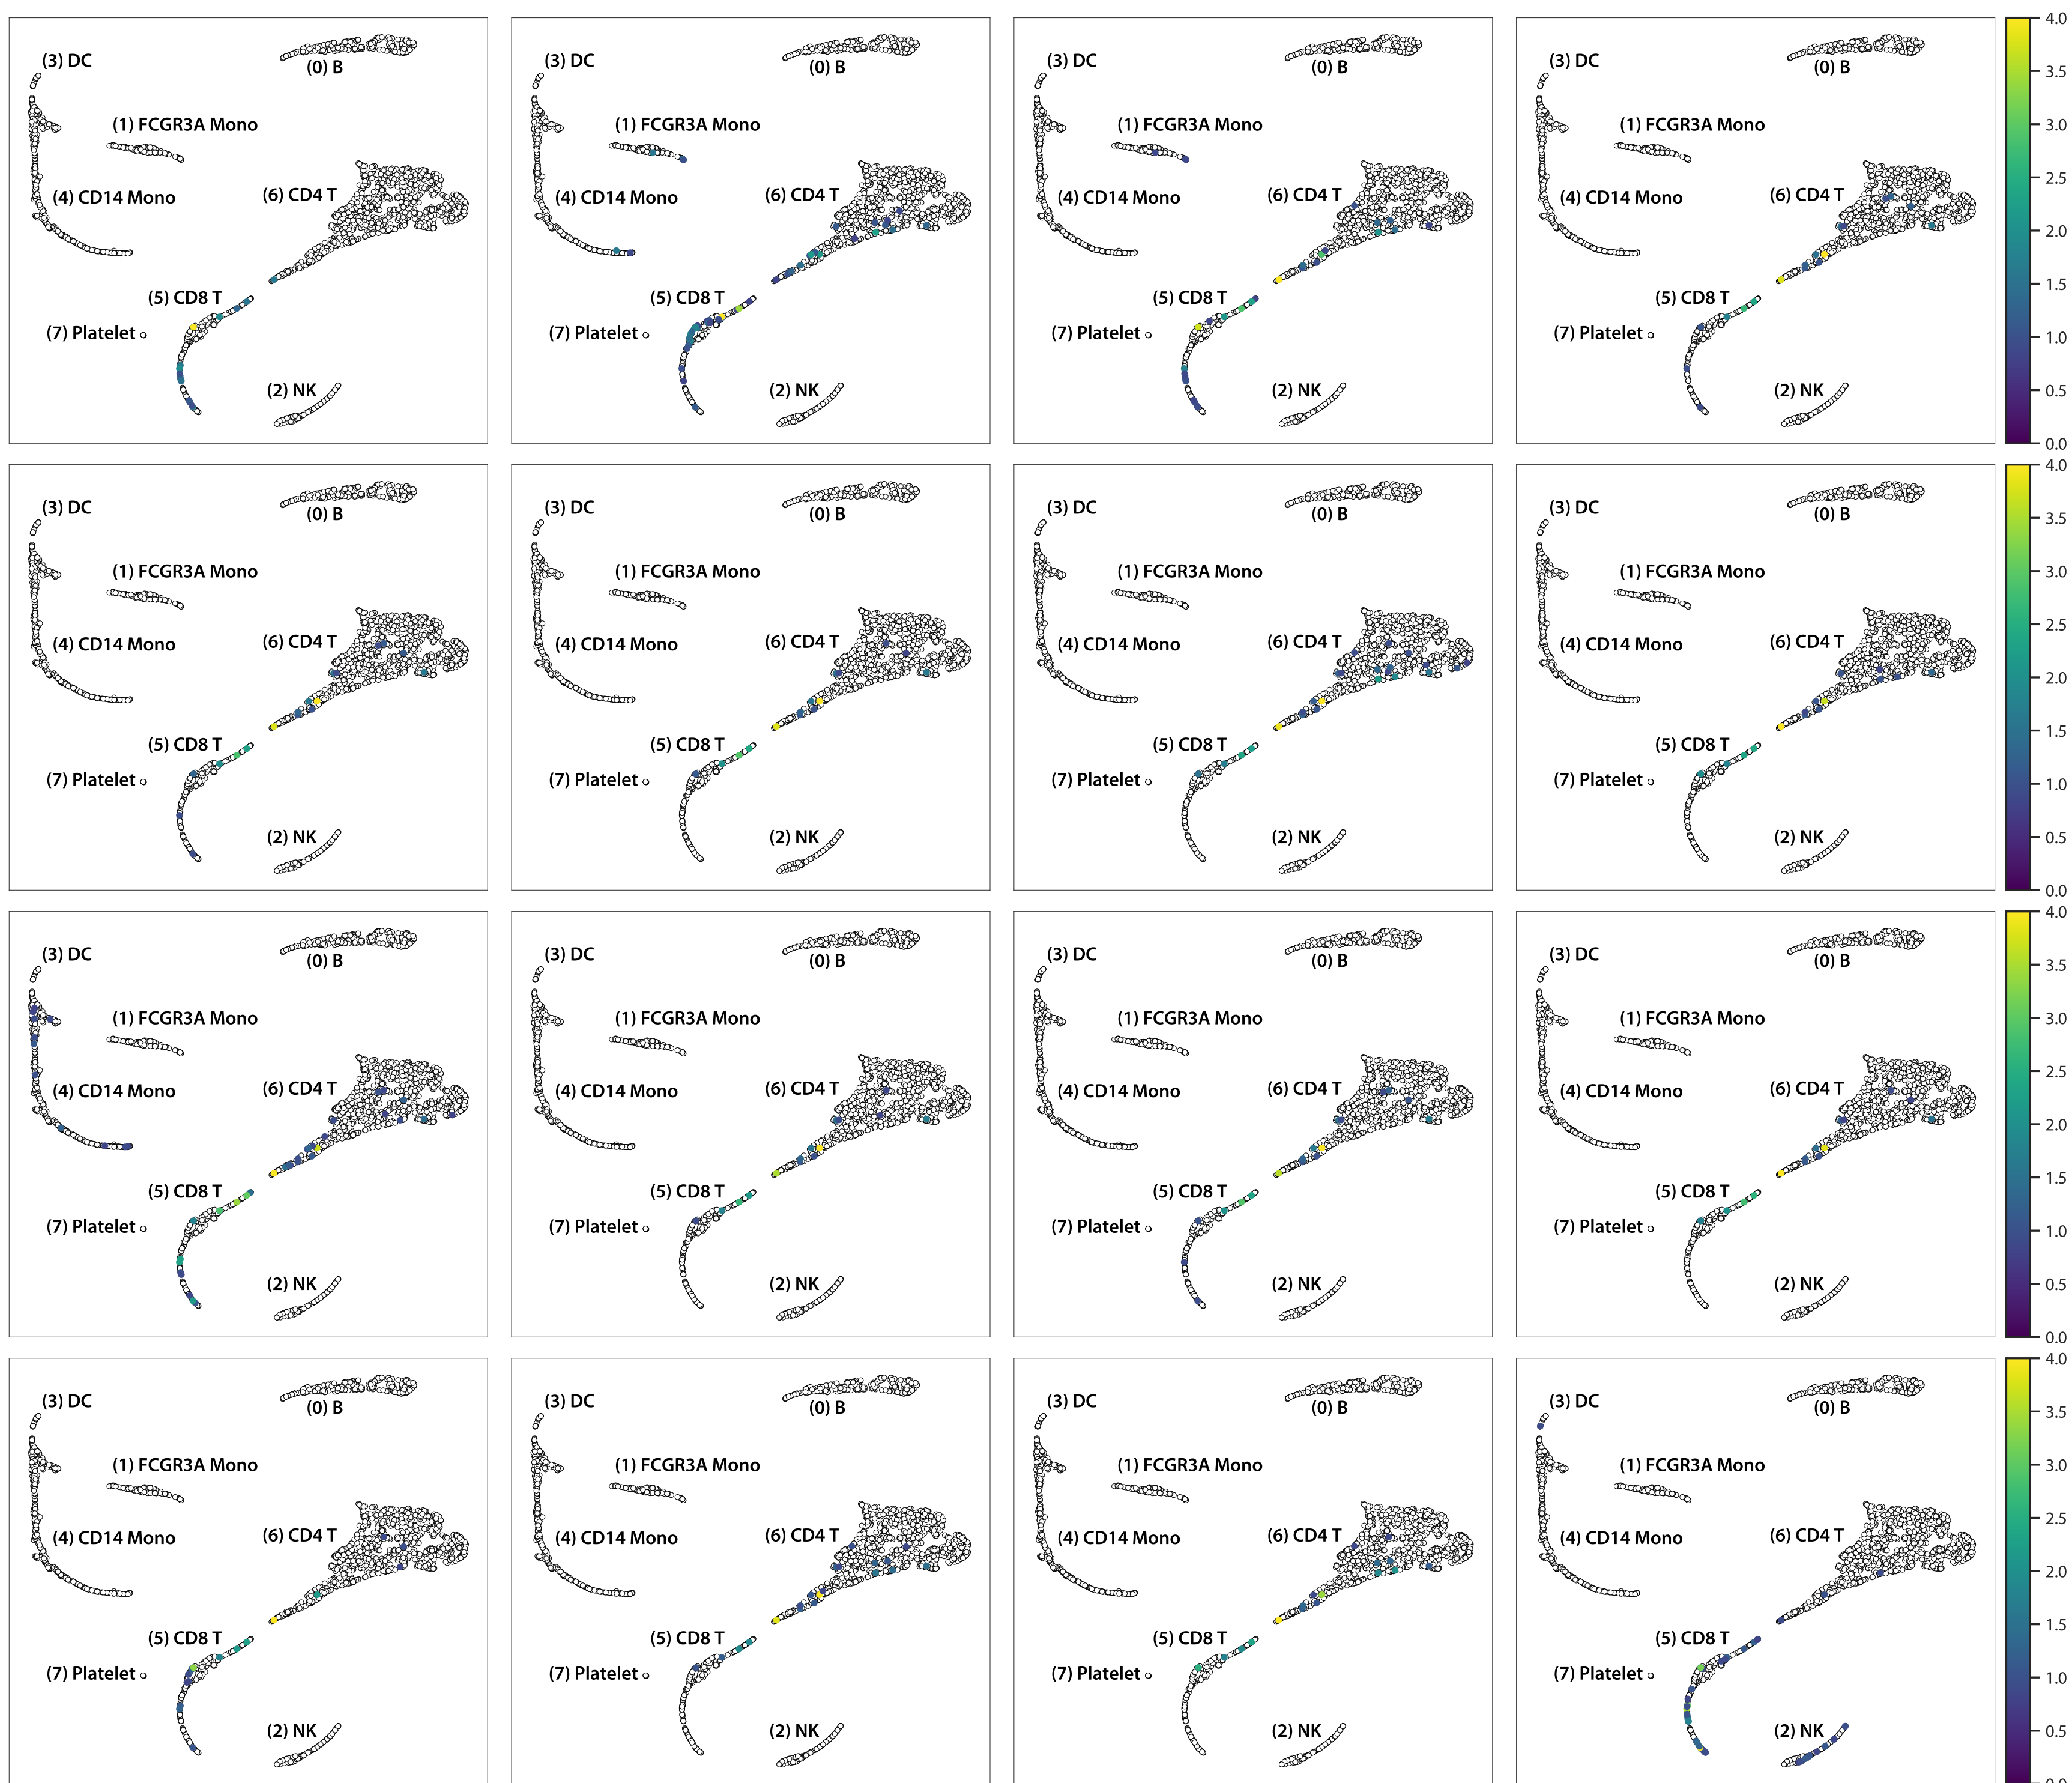 (3) DC
(0) B
(1) FCGR3A Mono
(6) CD4 T
(4) CD14 Mono
(5) CD8 T
(7) Platelet
(2) NK
(3) DC
(0) B
(1) FCGR3A Mono
(6) CD4 T
(4) CD14 Mono
(5) CD8 T
(7) Platelet
(2) NK
(3) DC
(0) B
(1) FCGR3A Mono
(6) CD4 T
(4) CD14 Mono
(5) CD8 T
(7) Platelet
(2) NK
(3) DC
(0) B
(1) FCGR3A Mono
(6) CD4 T
(4) CD14 Mono
(5) CD8 T
(7) Platelet
(2) NK
4.0
3.5
3.0
2.5
2.0
1.5
1.0
0.5
0.0
(3) DC
(0) B
(1) FCGR3A Mono
(6) CD4 T
(4) CD14 Mono
(5) CD8 T
(7) Platelet
(2) NK
(3) DC
(0) B
(1) FCGR3A Mono
(6) CD4 T
(4) CD14 Mono
(5) CD8 T
(7) Platelet
(2) NK
(3) DC
(0) B
(1) FCGR3A Mono
(6) CD4 T
(4) CD14 Mono
(5) CD8 T
(7) Platelet
(2) NK
(3) DC
(0) B
(1) FCGR3A Mono
(6) CD4 T
(4) CD14 Mono
(5) CD8 T
(7) Platelet
(2) NK
4.0
3.5
3.0
2.5
2.0
1.5
1.0
0.5
0.0
(3) DC
(0) B
(1) FCGR3A Mono
(6) CD4 T
(4) CD14 Mono
(5) CD8 T
(7) Platelet
(2) NK
(3) DC
(0) B
(1) FCGR3A Mono
(6) CD4 T
(4) CD14 Mono
(5) CD8 T
(7) Platelet
(2) NK
(3) DC
(0) B
(1) FCGR3A Mono
(6) CD4 T
(4) CD14 Mono
(5) CD8 T
(7) Platelet
(2) NK
(3) DC
(0) B
(1) FCGR3A Mono
(6) CD4 T
(4) CD14 Mono
(5) CD8 T
(7) Platelet
(2) NK
4.0
3.5
3.0
2.5
2.0
1.5
1.0
0.5
0.0
(3) DC
(0) B
(1) FCGR3A Mono
(6) CD4 T
(4) CD14 Mono
(5) CD8 T
(7) Platelet
(2) NK
(3) DC
(0) B
(1) FCGR3A Mono
(6) CD4 T
(4) CD14 Mono
(5) CD8 T
(7) Platelet
(2) NK
(3) DC
(0) B
(1) FCGR3A Mono
(6) CD4 T
(4) CD14 Mono
(5) CD8 T
(7) Platelet
(2) NK
(3) DC
(0) B
(1) FCGR3A Mono
(6) CD4 T
(4) CD14 Mono
(5) CD8 T
(7) Platelet
(2) NK
4.0
3.5
3.0
2.5
2.0
1.5
1.0
0.5